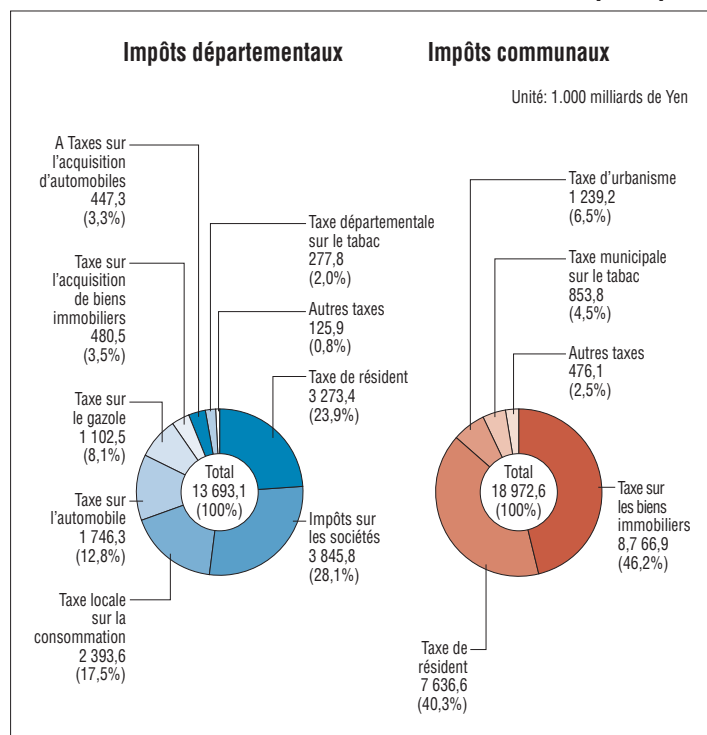 Impôts départementaux
A Taxes sur
l'acquisition
d'automobiles
447,3
(3,3%)
Taxe sur
l'acquisition
de biens
immobiliers
480,5
(3,5%)
Taxe sur
le gazole
1 102,5
(8,1%)
Taxe sur
l'automobile
1 746,3
(12,8%)
Taxe locale
sur la
consommation
2 393,6
(17,5%)
Taxe départementale
sur le tabac
277,8
(2,0%)
Autres taxes
125,9
(0,8%)
Taxe de résident
3 273,4
(23,9%)
Impôts sur
les sociétés
3 845,8
(28,1%)
Total
13 693,1
(100%)
Impôts communaux
Unité: 1.000 milliards de Yen
Taxe d'urbanisme
1 239,2
(6,5%)
Taxe municipale
sur le tabac
853,8
(4,5%)
Autres taxes
476,1
(2,5%)
Total
18 972,6
(100%)
Taxe sur
les biens
immobiliers
8,7 66,9
(46,2%)
Taxe de
résident
7 636,6
(40,3%)